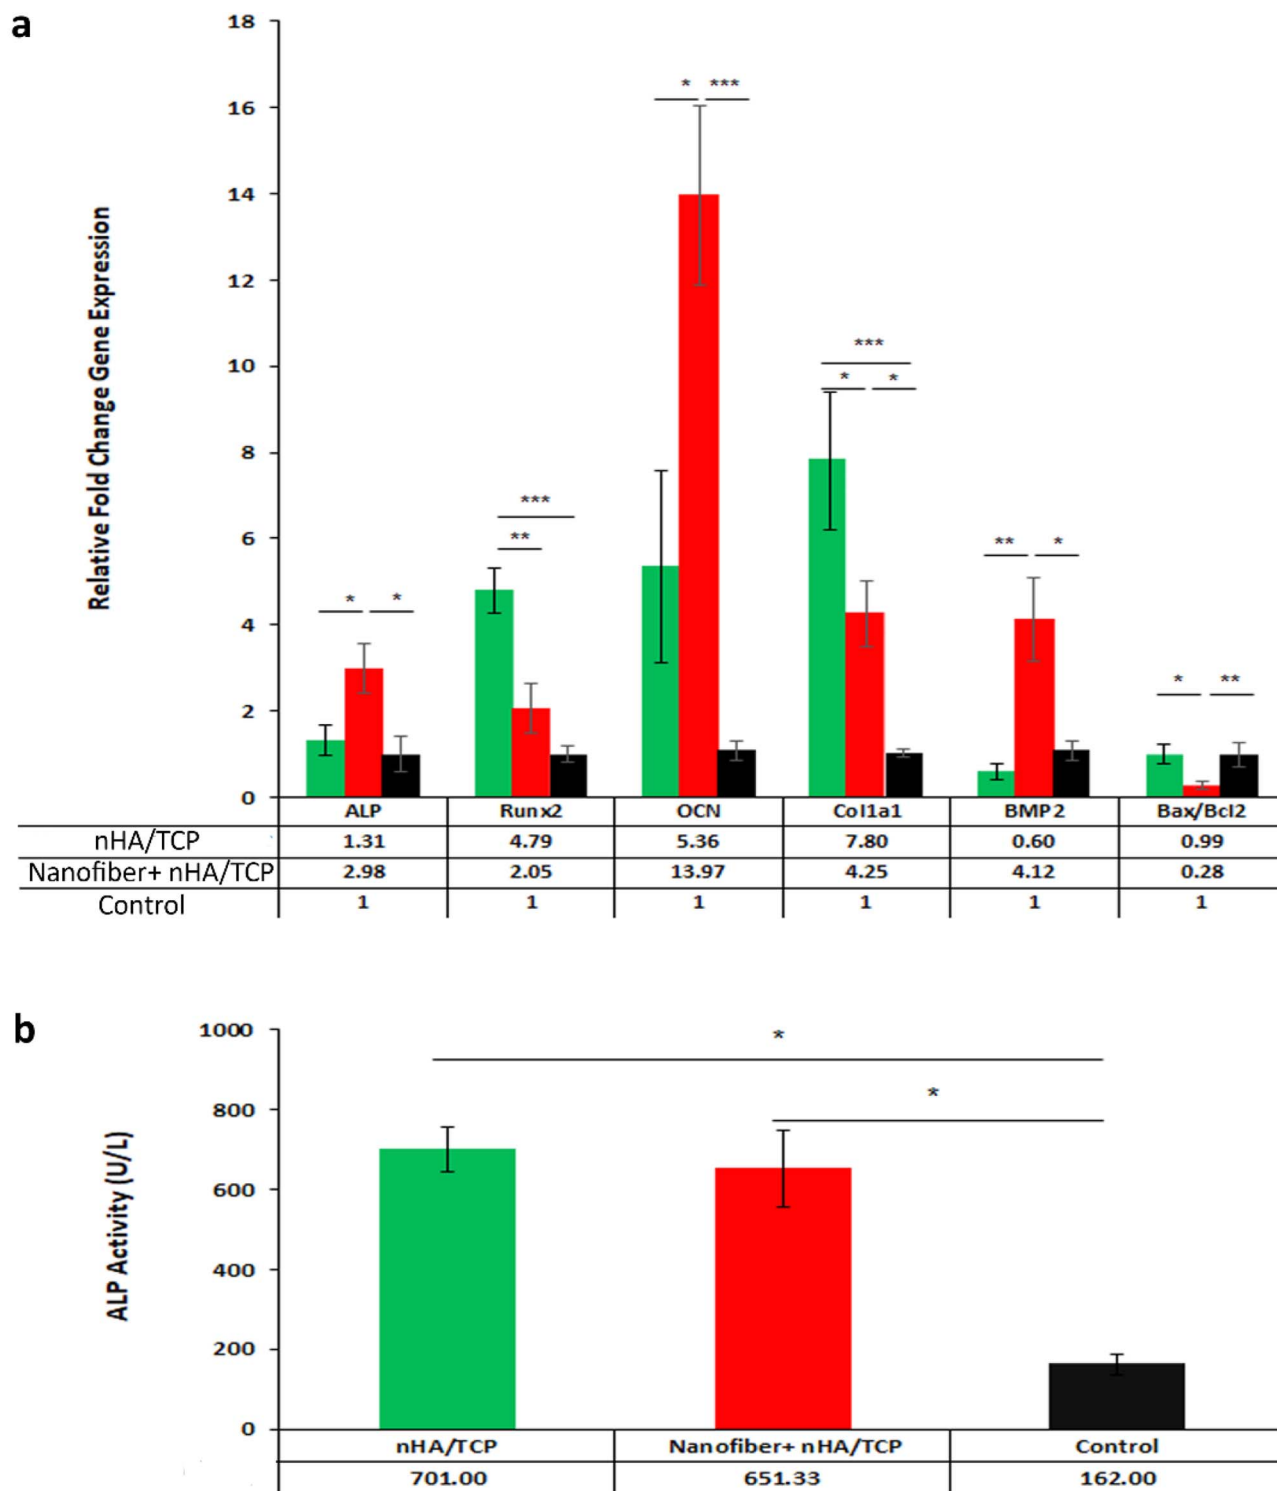 a
Relative Fold Change Gene Expression
18
16
14
12
10
8
6
4
2
0
* *
*** **
* ***
*** * *
** *
* **
ALP Runx2 OCN Col1a1 BMP2 Bax/Bcl2
nHA/TCP 1.31 4.79 5.36 7.80 0.60 0.99
Nanofiber+ nHA/TCP 2.98 2.05 13.97 4.25 4.12 0.28
Control 1 1 1 1 1 1
b
ALP Activity (U/L)
1000
800
600
400
200
0
*
*
nHA/TCP Nanofiber+ nHA/TCP Control
701.00 651.33 162.00